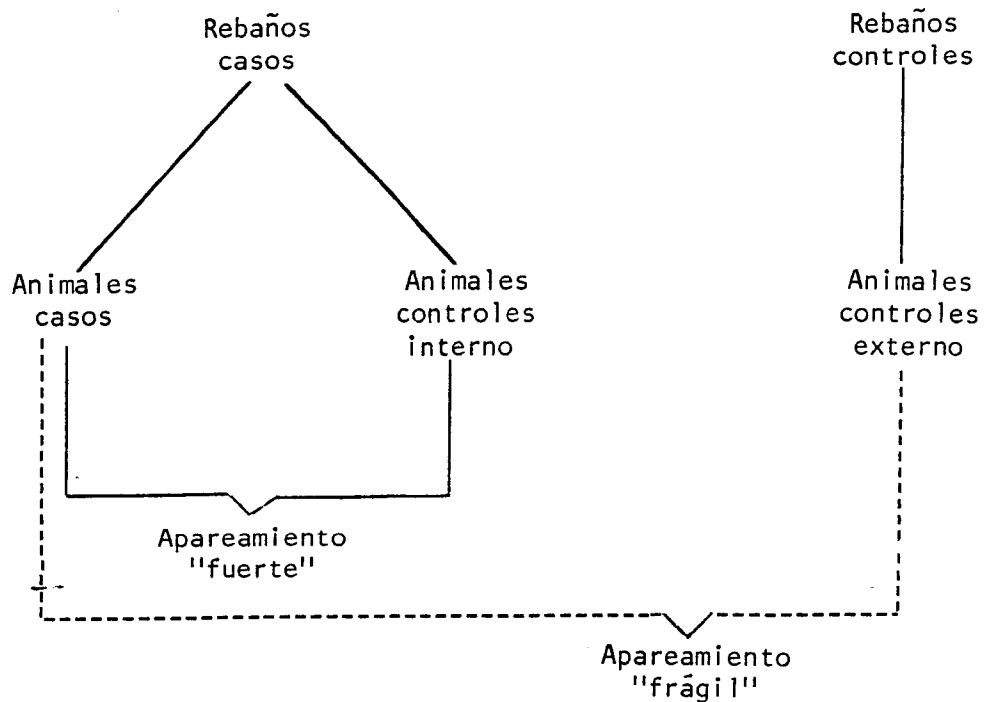 Rebaños
casos
Rebaños
controles
Animales
casos
Animales
controles
interno
Animales
controles
externo
Apareamiento
"fuerte"
Apareamiento
"frágil"